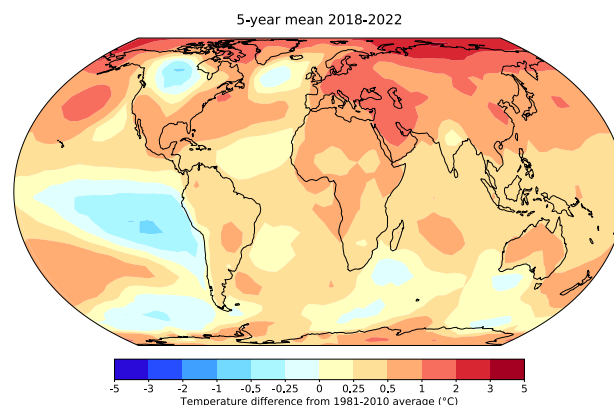 5-year mean 2018-2022
-5 -3 -2 -1 -0.5 -0.25 0 0.25 0.5 1 2 3 5
Temperature difference from 1981-2010 average (°C)